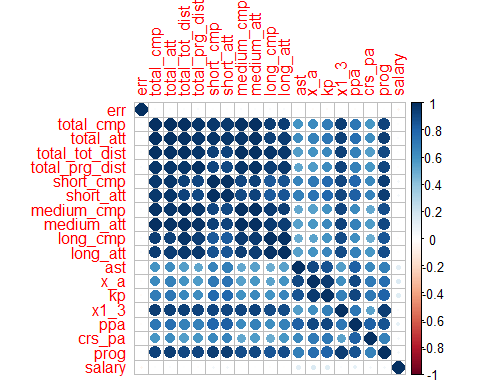 err
total_cmp
total_att
total_tot_dist
total_prg_dist
short_cmp
short_att
medium_cmp
medium_att
long_cmp
long_att
ast
x_a
kp
x1_3
ppa
crs_pa
prog
salary
err
total_cmp
total_att
total_tot_dist
total_prg_dist
short_cmp
short_att
medium_cmp
medium_att
long_cmp
long_att
ast
x_a
kp
x1_3
ppa
crs_pa
prog
salary
1
0.8
0.6
0.4
0.2
0
-0.2
-0.4
-0.6
-0.8
-1